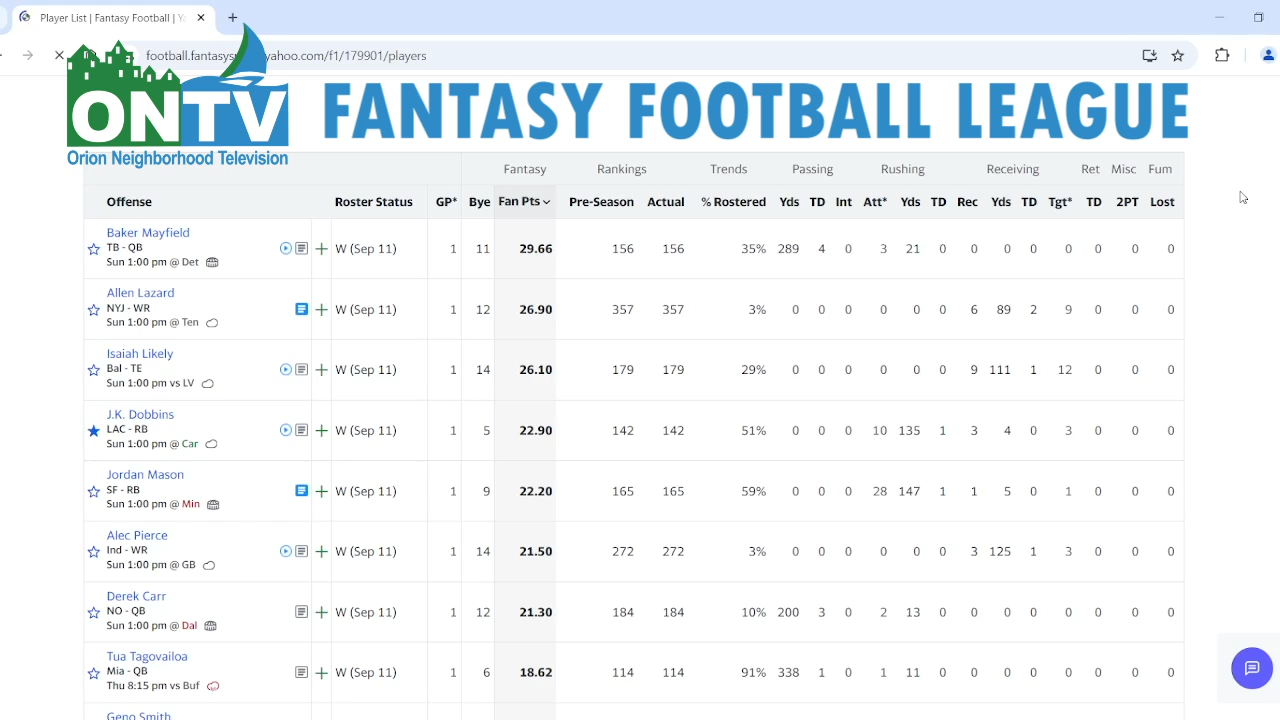 Player List | Fantasy Football | Ya
football.fantasysp yahoo.com/f1/179901/players
ONTV
Orion Neighborhood Television
FANTASY FOOTBALL LEAGUE
Fantasy Rankings Trends Passing Rushing Receiving Ret Misc Fum
Offense Roster Status GP* Bye Fan Pts Pre-Season Actual % Rostered Yds TD Int Att* Yds TD Rec Yds TD Tgt* TD 2PT Lost
Baker Mayfield
TB - QB W (Sep 11) 1 11 29.66 156 156 35% 289 4 0 3 21 0 0 0 0 0 0 0 0
Sun 1:00 pm @ Det
Allen Lazard
NYJ - WR W (Sep 11) 1 12 26.90 357 357 3% 0 0 0 0 0 0 6 89 2 9 0 0 0
Sun 1:00 pm @ Ten
Isaiah Likely
Bal - TE W (Sep 11) 1 14 26.10 179 179 29% 0 0 0 0 0 0 9 111 1 12 0 0 0
Sun 1:00 pm vs LV
J.K. Dobbins
LAC - RB W (Sep 11) 1 5 22.90 142 142 51% 0 0 0 10 135 1 3 4 0 3 0 0 0
Sun 1:00 pm @ Car
Jordan Mason
SF - RB W (Sep 11) 1 9 22.20 165 165 59% 0 0 0 28 147 1 1 5 0 1 0 0 0
Sun 1:00 pm @ Min
Alec Pierce
Ind - WR W (Sep 11) 1 14 21.50 272 272 3% 0 0 0 0 0 0 3 125 1 3 0 0 0
Sun 1:00 pm @ GB
Derek Carr
NO - QB W (Sep 11) 1 12 21.30 184 184 10% 200 3 0 2 13 0 0 0 0 0 0 0 0
Sun 1:00 pm @ Dal
Tua Tagovailoa
Mia - QB W (Sep 11) 1 6 18.62 114 114 91% 338 1 0 1 11 0 0 0 0 0 0 0 0
Thu 8:15 pm vs Buf
Geno Smith